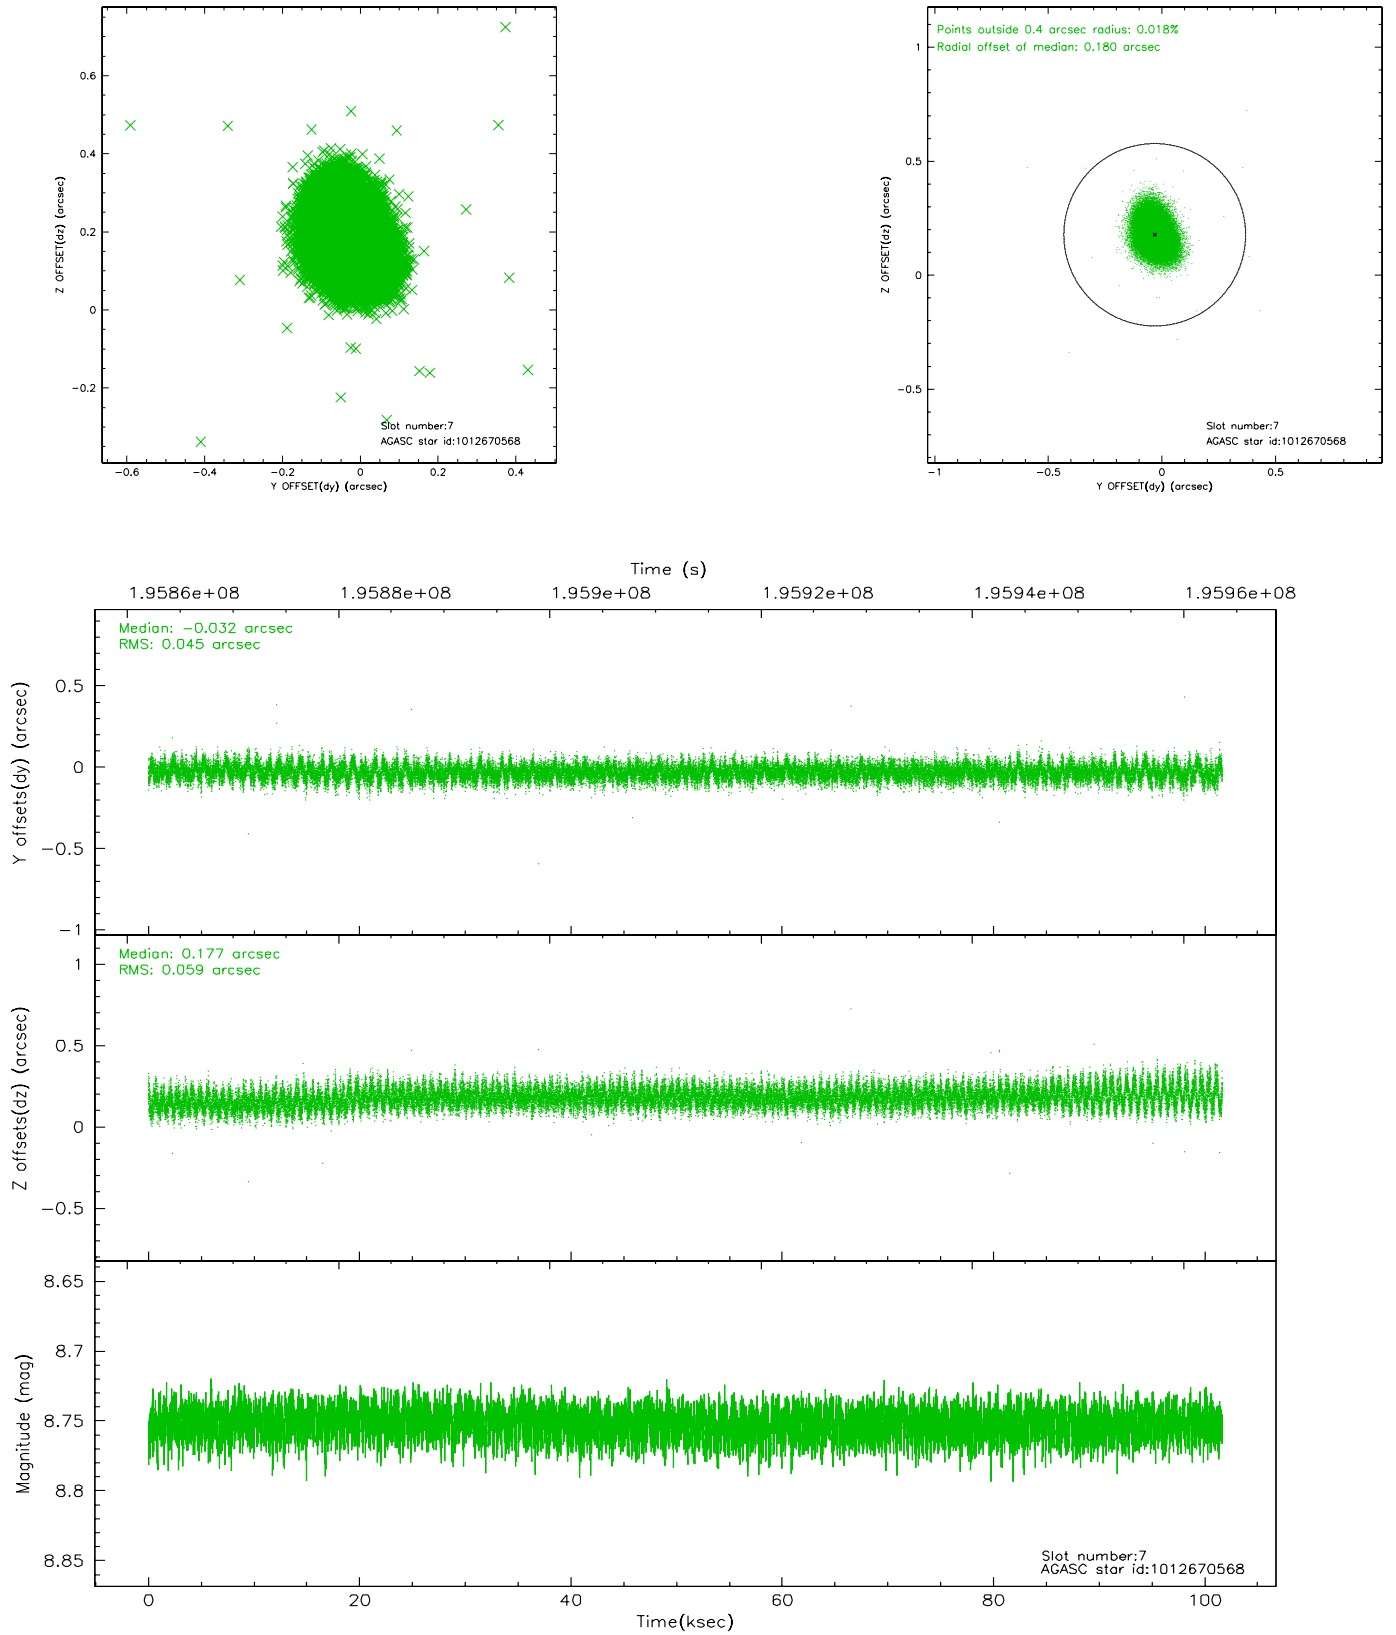 0.6
0.4
0.2
0
−0.2
Z OFFSET(dz) (arcsec)
−0.6 −0.4 −0.2 0 0.2 0.4
Y OFFSET(dy) (arcsec)
Slot number:7
AGASC star id:1012670568
Points outside 0.4 arcsec radius: 0.018%
Radial offset of median: 0.180 arcsec
1
0.5
0
−0.5
Z OFFSET(dz) (arcsec)
−1 −0.5 0 0.5
Y OFFSET(dy) (arcsec)
Slot number:7
AGASC star id:1012670568
Time (s)
1.9586e+08 1.9588e+08 1.959e+08 1.9592e+08 1.9594e+08 1.9596e+08
Median: −0.032 arcsec
RMS: 0.045 arcsec
0.5
0
−0.5
−1
Y offsets(dy) (arcsec)
Median: 0.177 arcsec
RMS: 0.059 arcsec
1
0.5
0
−0.5
Z offsets(dz) (arcsec)
8.65
8.7
8.75
8.8
8.85
Magnitude (mag)
Slot number:7
AGASC star id:1012670568
0 20 40 60 80 100
Time(ksec)